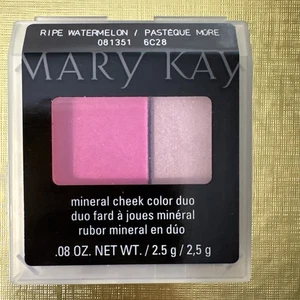 RIPE WATERMELON / PASTÈQUE MÛRE
081351 6C28
MARY KAY
mineral cheek color duo
duo fard à joues minéral
rubor mineral en dúo
.08 OZ. NET WT. / 2.5 g / 2,5 g